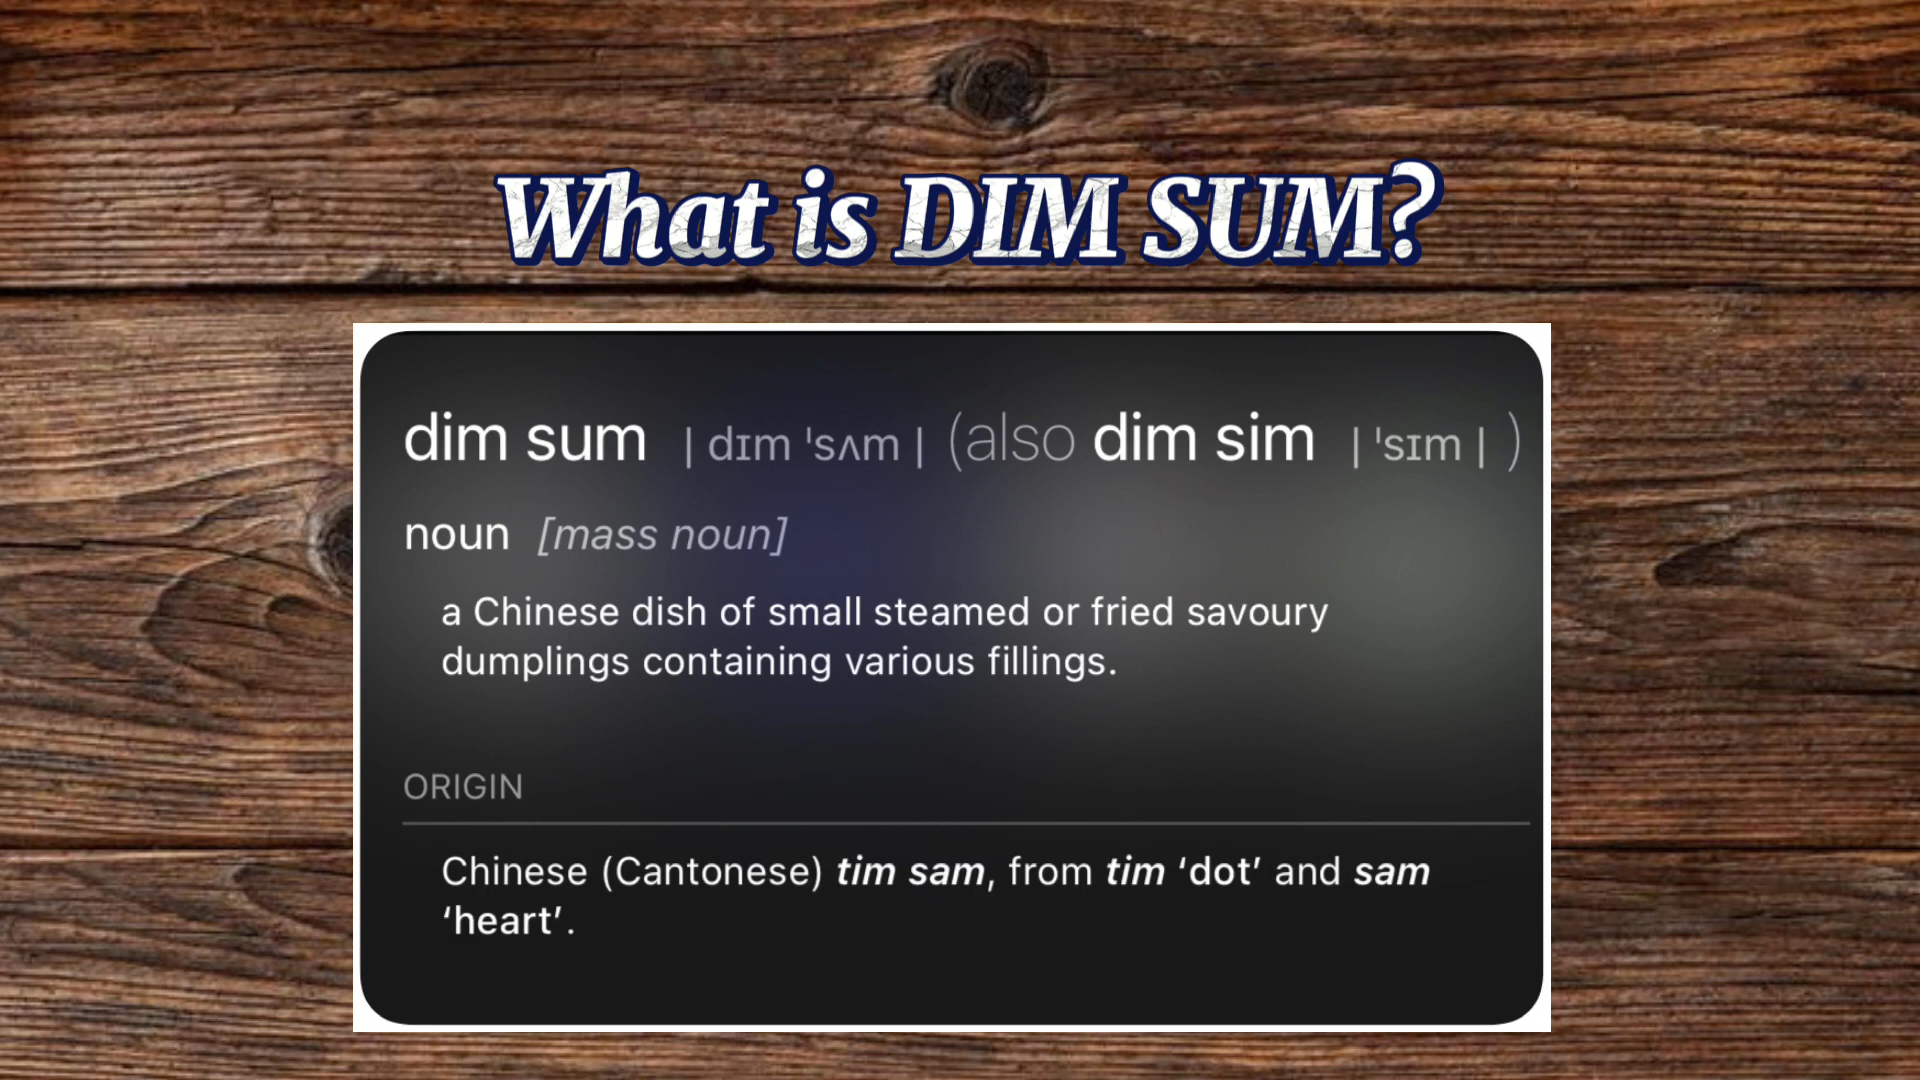 What is DIM SUM?
dim sum | dɪm 'sʌm | (also dim sim | 'sɪm | )
noun [mass noun]
a Chinese dish of small steamed or fried savoury
dumplings containing various fillings.
ORIGIN
Chinese (Cantonese) tim sam, from tim ‘dot’ and sam
‘heart’.